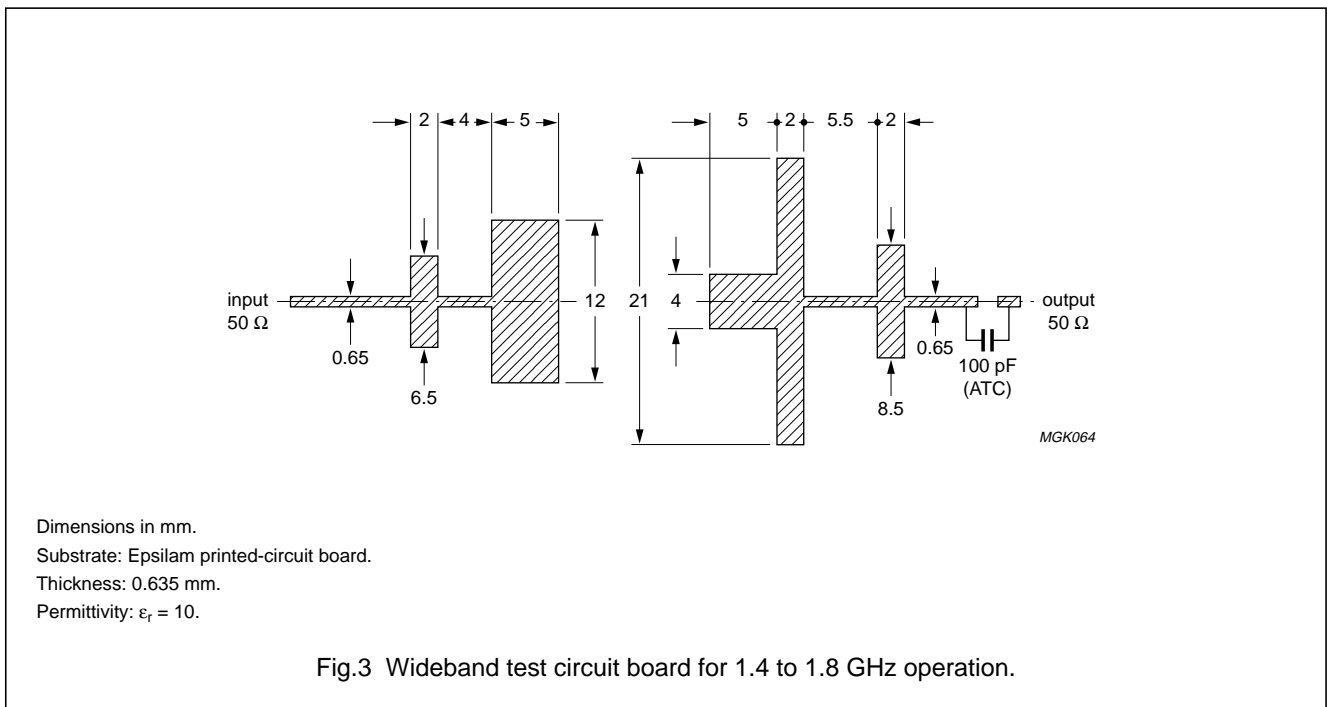 2 4 5 5 2 5.5 2
input
50 Ω
0.65
6.5
12 21 4
0.65
8.5
output
50 Ω
100 pF
(ATC)
MGK064
Dimensions in mm.
Substrate: Epsilam printed-circuit board.
Thickness: 0.635 mm.
Permittivity: εr = 10.
Fig.3 Wideband test circuit board for 1.4 to 1.8 GHz operation.